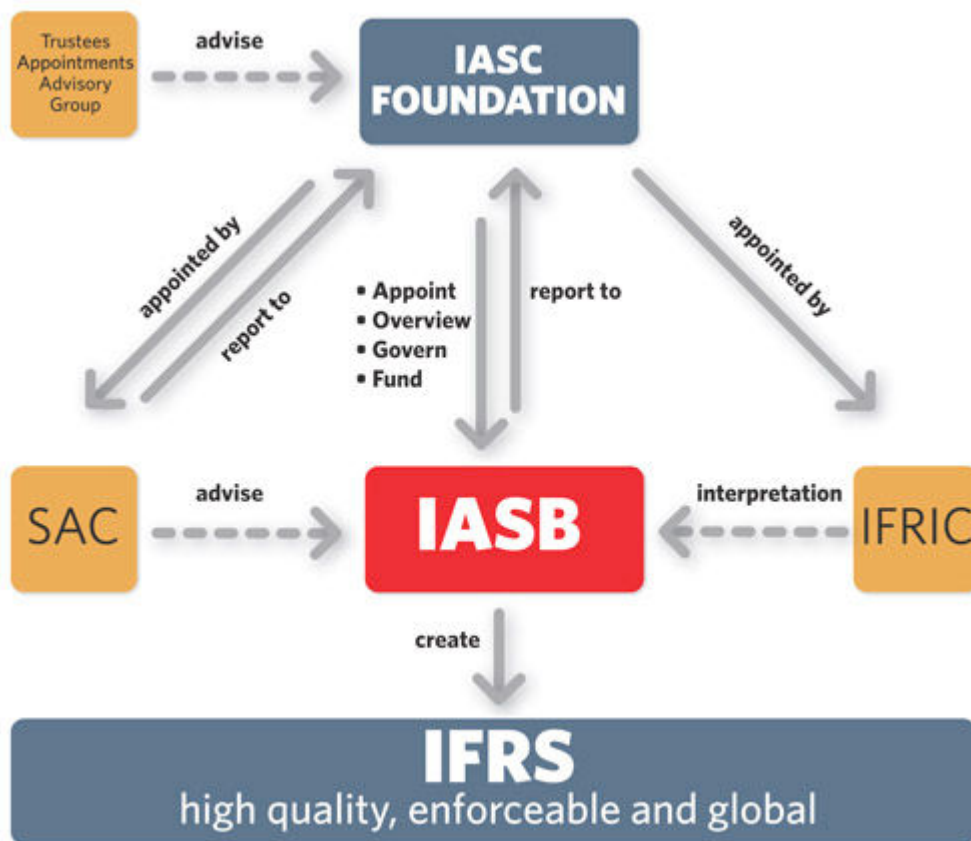 Trustees
Appointments
Advisory
Group
advise
IASC
FOUNDATION
appointed by
report to
▪ Appoint
▪ Overview
▪ Govern
▪ Fund
report to
appointed by
SAC
advise
IASB
interpretation
IFRIC
create
IFRS
high quality, enforceable and global